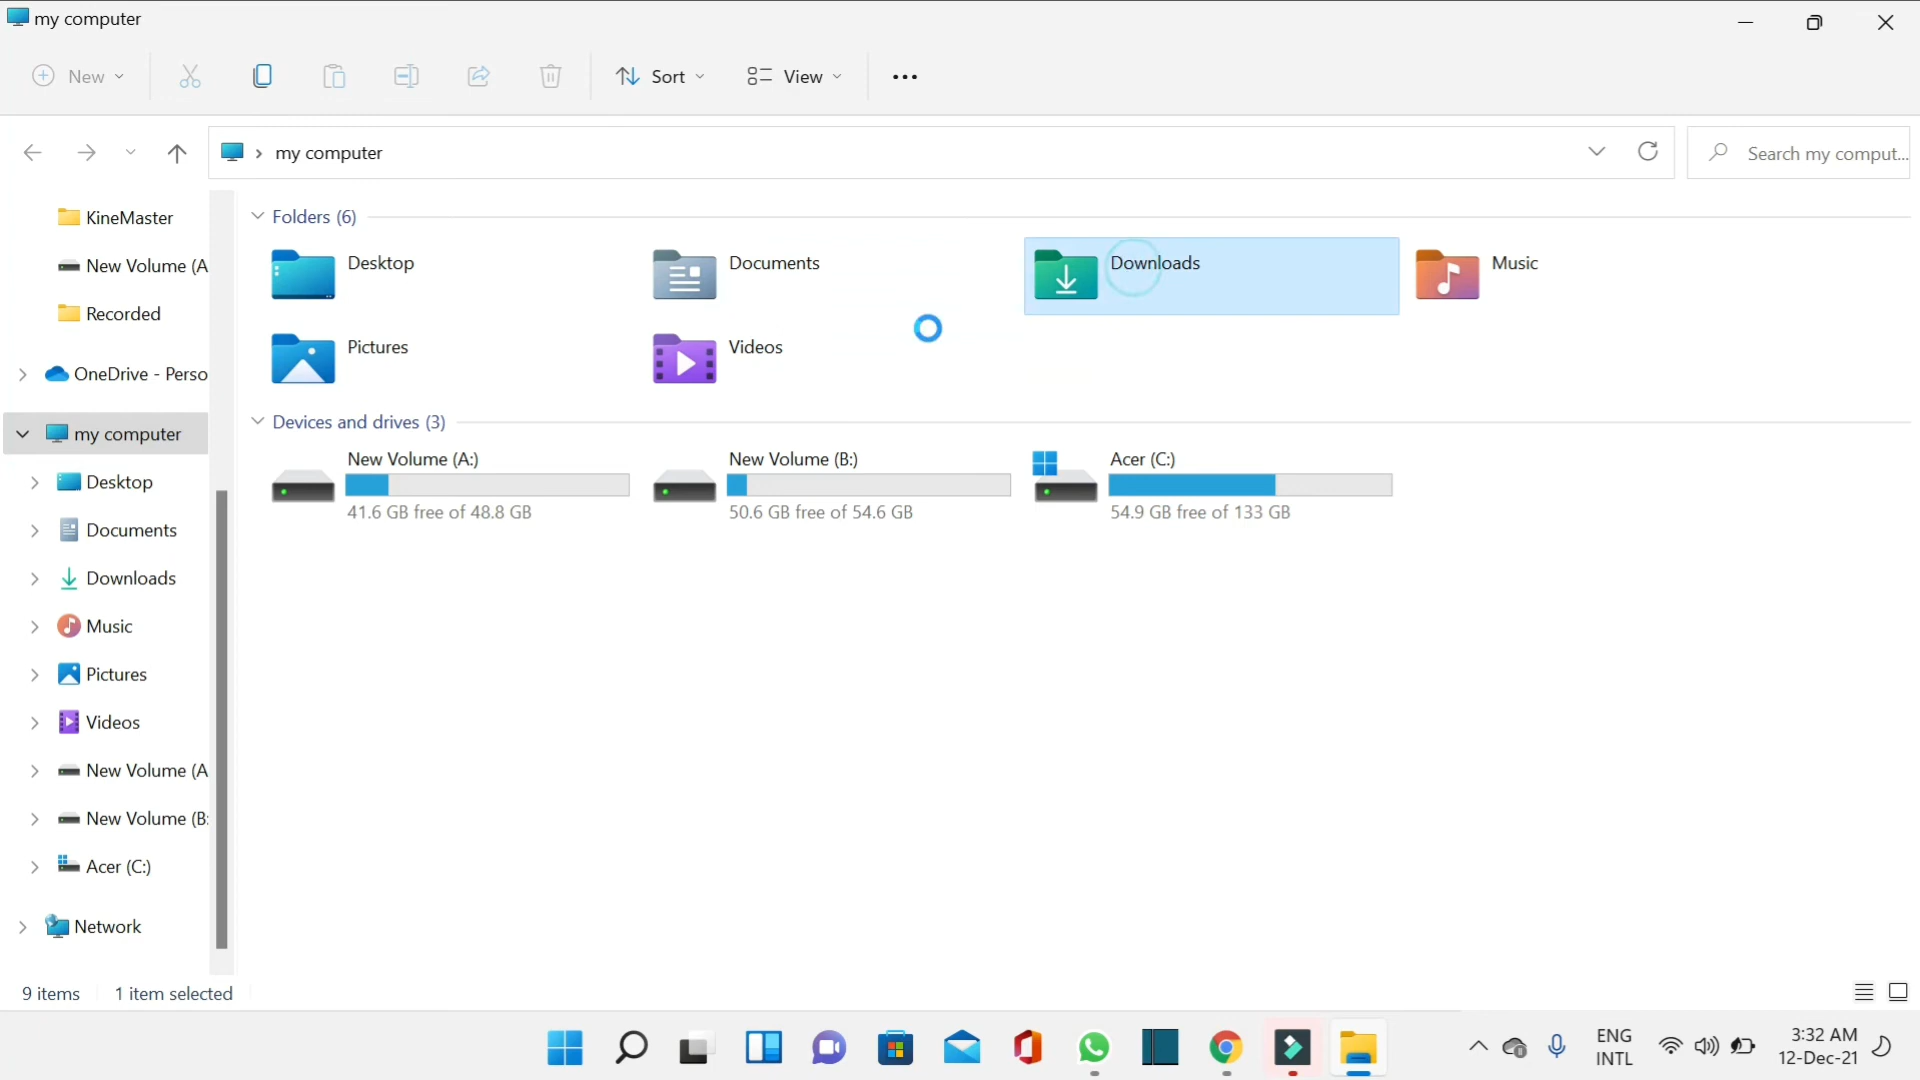 my computer
New
Sort
View
my computer
Search my comput...
KineMaster
New Volume (A
Recorded
OneDrive - Perso
my computer
Desktop
Documents
Downloads
Music
Pictures
Videos
New Volume (A
New Volume (B:
Acer (C:)
Network
Folders (6)
Desktop
Documents
Downloads
Music
Pictures
Videos
Devices and drives (3)
New Volume (A:)
41.6 GB free of 48.8 GB
New Volume (B:)
50.6 GB free of 54.6 GB
Acer (C:)
54.9 GB free of 133 GB
9 items
1 item selected
ENG
INTL
3:32 AM
12-Dec-21